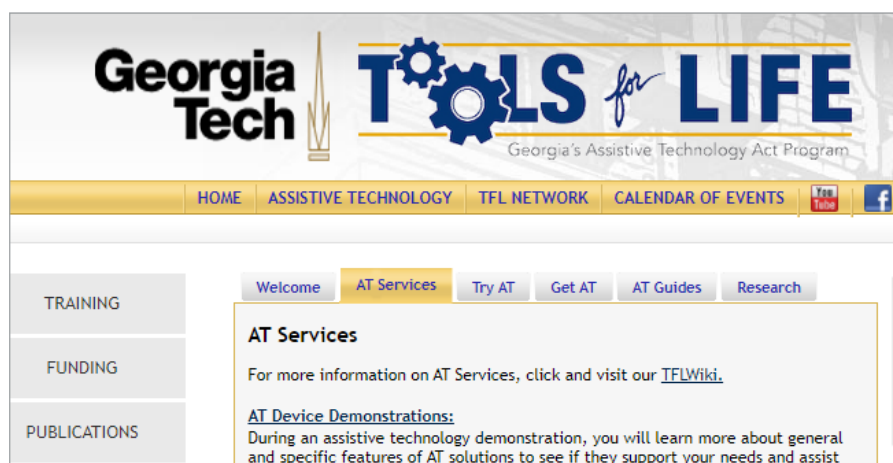 Georgia
Tech
TOOLS for LIFE
Georgia's Assistive Technology Act Program
HOME ASSISTIVE TECHNOLOGY TFL NETWORK CALENDAR OF EVENTS You Tube f
Welcome AT Services Try AT Get AT AT Guides Research
TRAINING
FUNDING
PUBLICATIONS
AT Services
For more information on AT Services, click and visit our TFLWiki.
AT Device Demonstrations:
During an assistive technology demonstration, you will learn more about general
and specific features of AT solutions to see if they support your needs and assist